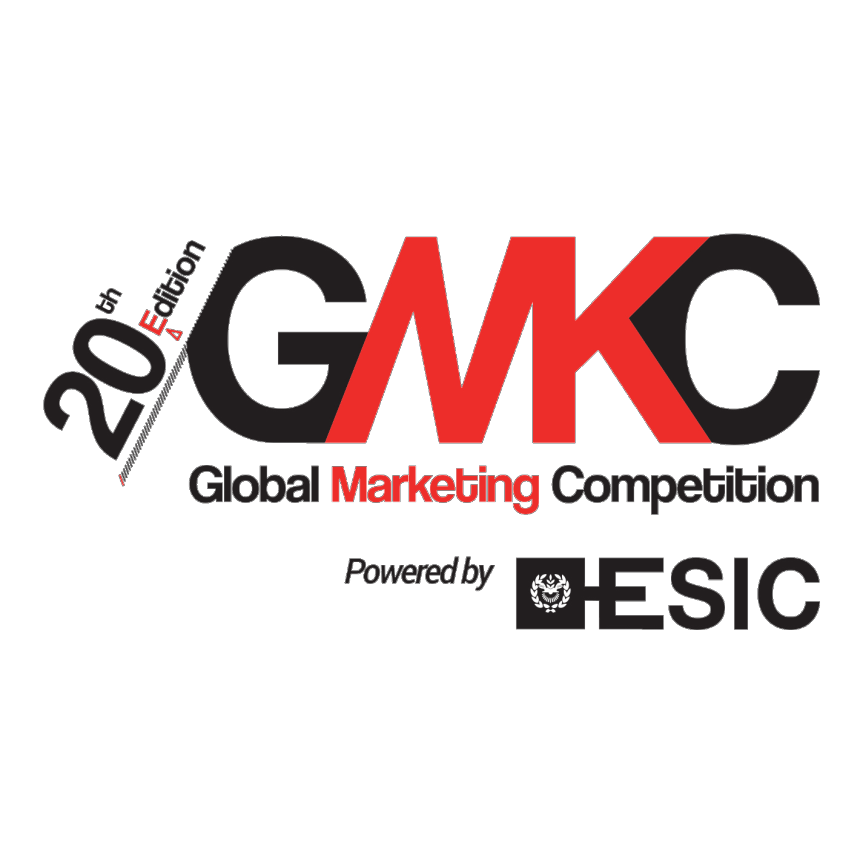 20th
Edition
GMKC
Global Marketing Competition
Powered by
ESIC